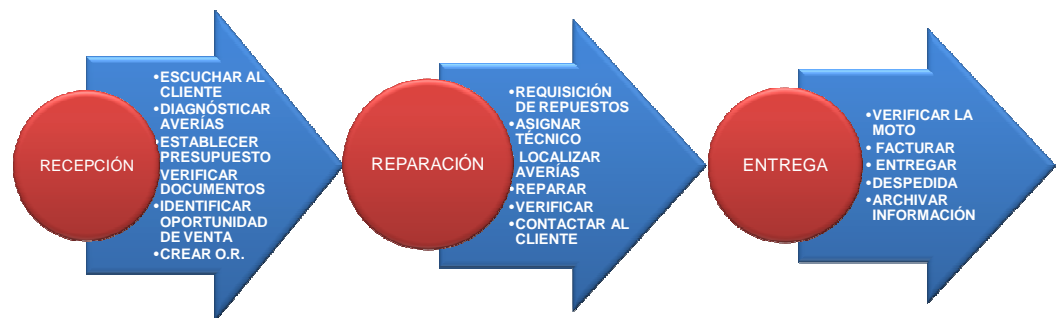 RECEPCIÓN
•ESCUCHAR AL
CLIENTE
•DIAGNÓSTICAR
AVERÍAS
•ESTABLECER
PRESUPUESTO
VERIFICAR
DOCUMENTOS
•IDENTIFICAR
OPORTUNIDAD
DE VENTA
•CREAR O.R.
REPARACIÓN
•REQUISICIÓN
DE REPUESTOS
•ASIGNAR
TÉCNICO
LOCALIZAR
AVERÍAS
•REPARAR
•VERIFICAR
•CONTACTAR AL
CLIENTE
ENTREGA
•VERIFICAR LA
MOTO
• FACTURAR
• ENTREGAR
•DESPEDIDA
•ARCHIVAR
INFORMACIÓN